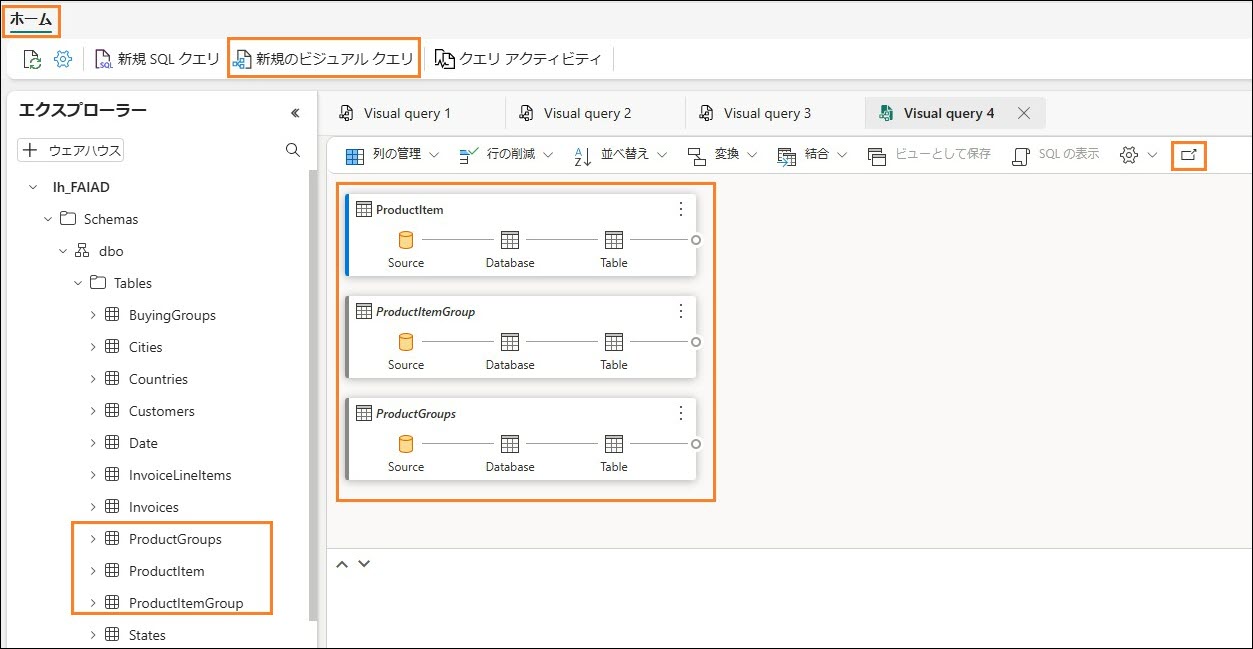 ホーム
新規 SQL クエリ
新規のビジュアル クエリ
クエリ アクティビティ
エクスプローラー
ウェアハウス
lh_FAIAD
Schemas
dbo
Tables
BuyingGroups
Cities
Countries
Customers
Date
InvoiceLineItems
Invoices
ProductGroups
ProductItem
ProductItemGroup
States
Visual query 1
Visual query 2
Visual query 3
Visual query 4
列の管理
行の削減
並べ替え
変換
結合
ビューとして保存
SQL の表示
ProductItem
Source Database Table
ProductItemGroup
Source Database Table
ProductGroups
Source Database Table